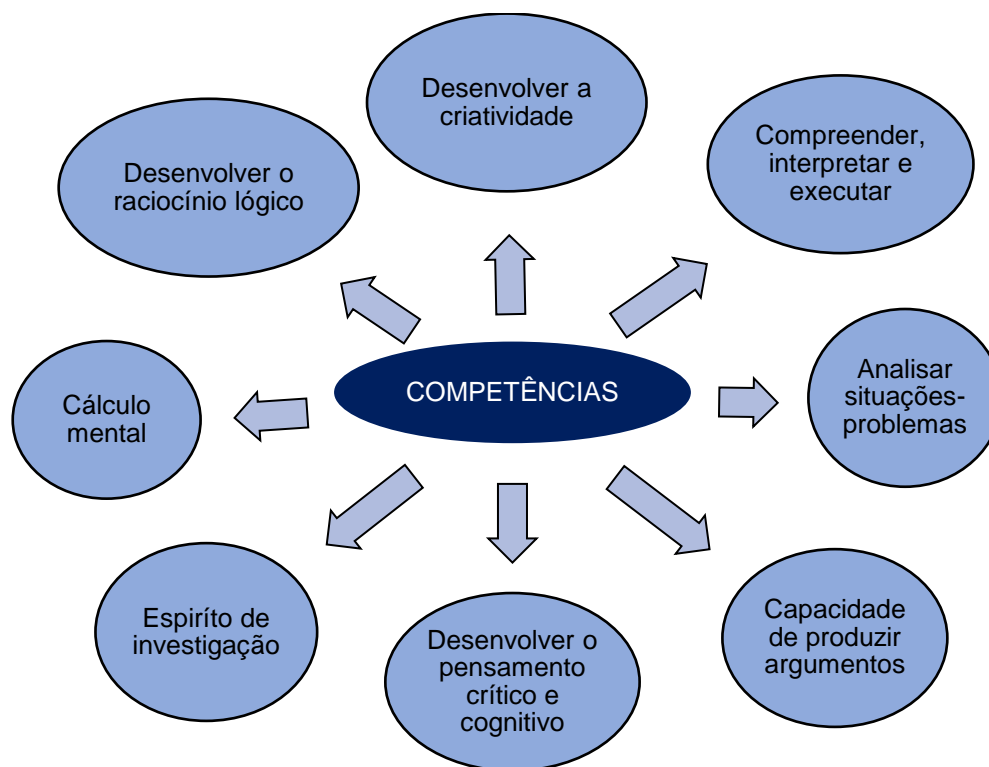 Desenvolver a
criatividade
Compreender,
interpretar e
executar
Desenvolver o
raciocínio lógico
COMPETÊNCIAS
Analisar
situações-
problemas
Cálculo
mental
Espiríto de
investigação
Desenvolver o
pensamento
crítico e
cognitivo
Capacidade
de produzir
argumentos